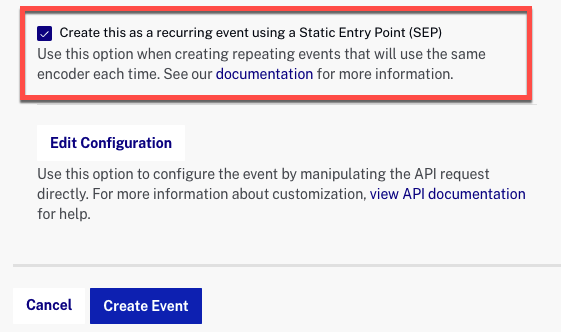 Create this as a recurring event using a Static Entry Point (SEP)
Use this option when creating repeating events that will use the same
encoder each time. See our documentation for more information.
Edit Configuration
Use this option to configure the event by manipulating the API request
directly. For more information about customization, view API documentation
for help.
Cancel
Create Event